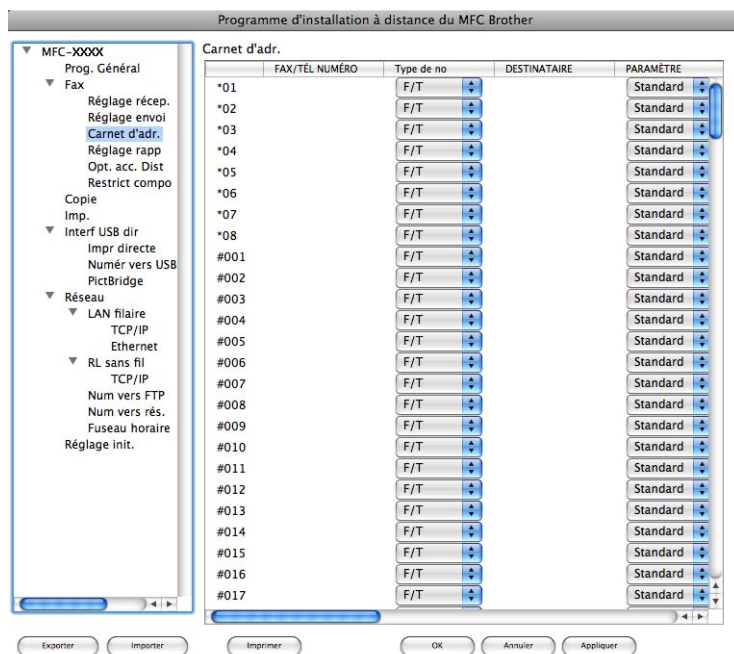 Programme d'installation à distance du MFC Brother
MFC-XXXX
Prog. Général
Fax
Réglage récep.
Réglage envoi
Carnet d'adr.
Réglage rapp
Opt. acc. Dist
Restrict compo
Copie
Imp.
Interf USB dir
Impr directe
Numér vers USB
PictBridge
Réseau
LAN filaire
TCP/IP
Ethernet
RL sans fil
TCP/IP
Num vers FTP
Num vers rés.
Fuseau horaire
Réglage init.
Carnet d'adr.
FAX/TÉL NUMÉRO Type de no DESTINATAIRE PARAMÈTRE
*01 F/T Standard
*02 F/T Standard
*03 F/T Standard
*04 F/T Standard
*05 F/T Standard
*06 F/T Standard
*07 F/T Standard
*08 F/T Standard
#001 F/T Standard
#002 F/T Standard
#003 F/T Standard
#004 F/T Standard
#005 F/T Standard
#006 F/T Standard
#007 F/T Standard
#008 F/T Standard
#009 F/T Standard
#010 F/T Standard
#011 F/T Standard
#012 F/T Standard
#013 F/T Standard
#014 F/T Standard
#015 F/T Standard
#016 F/T Standard
#017 F/T Standard
Exporter Importer Imprimer OK Annuler Appliquer